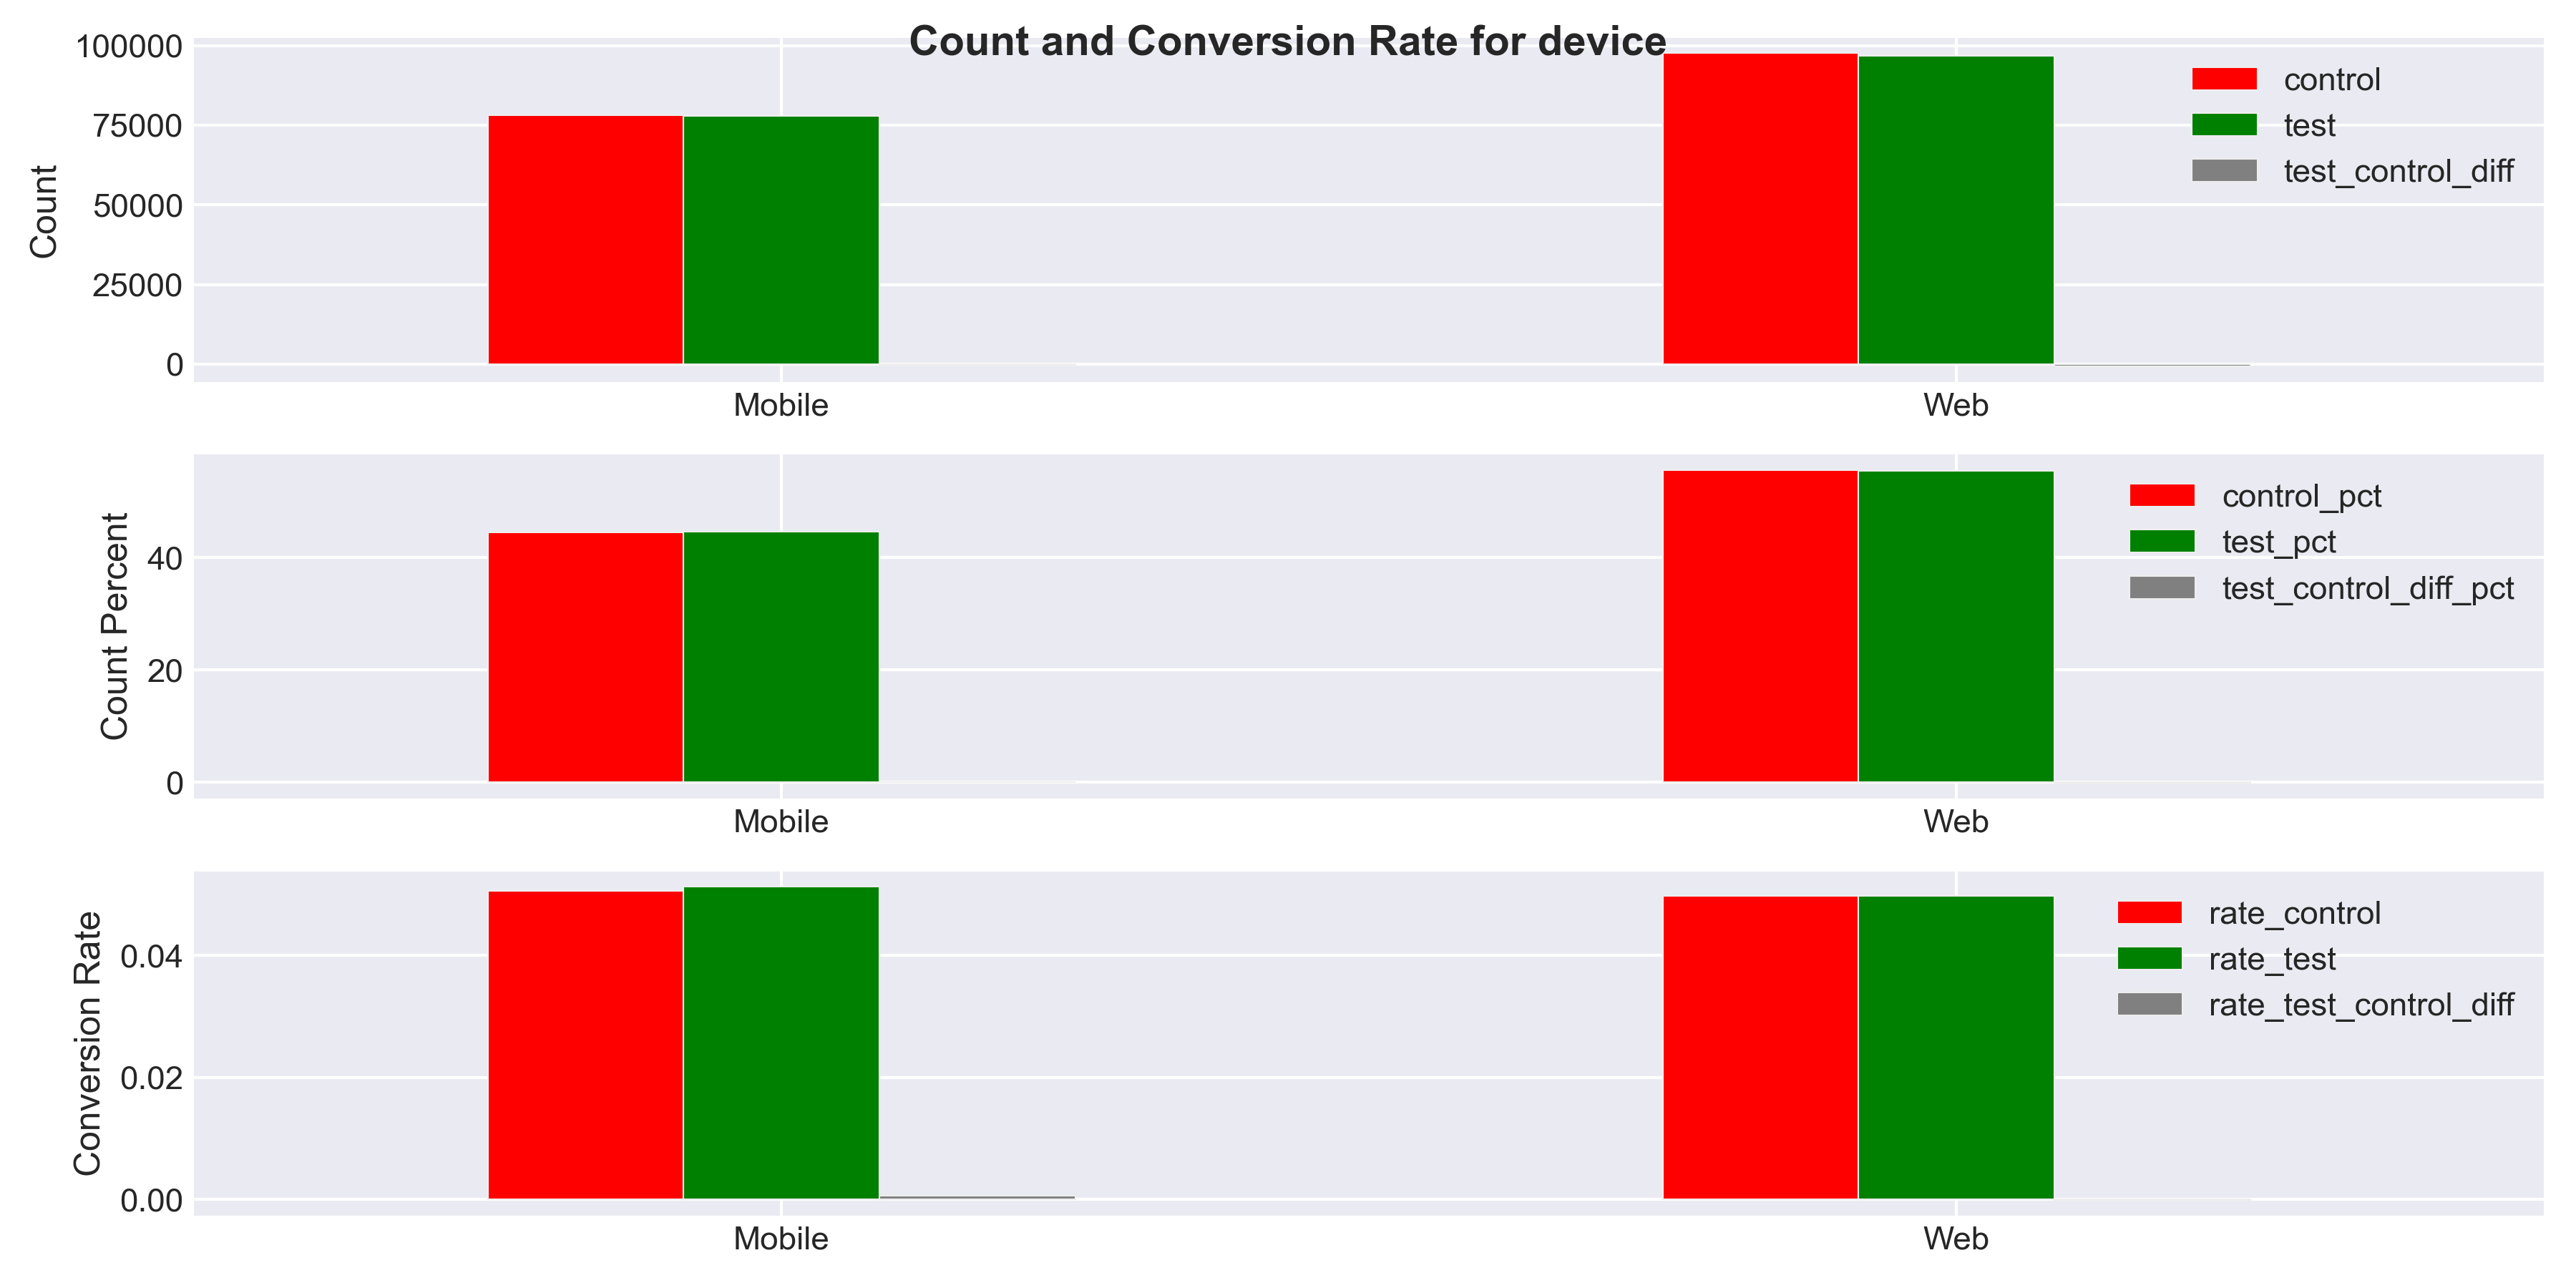 Count and Conversion Rate for device
Count
100000
75000
50000
25000
0
control
test
test_control_diff
Mobile
Web
Count Percent
40
20
0
control_pct
test_pct
test_control_diff_pct
Mobile
Web
Conversion Rate
0.04
0.02
0.00
rate_control
rate_test
rate_test_control_diff
Mobile
Web